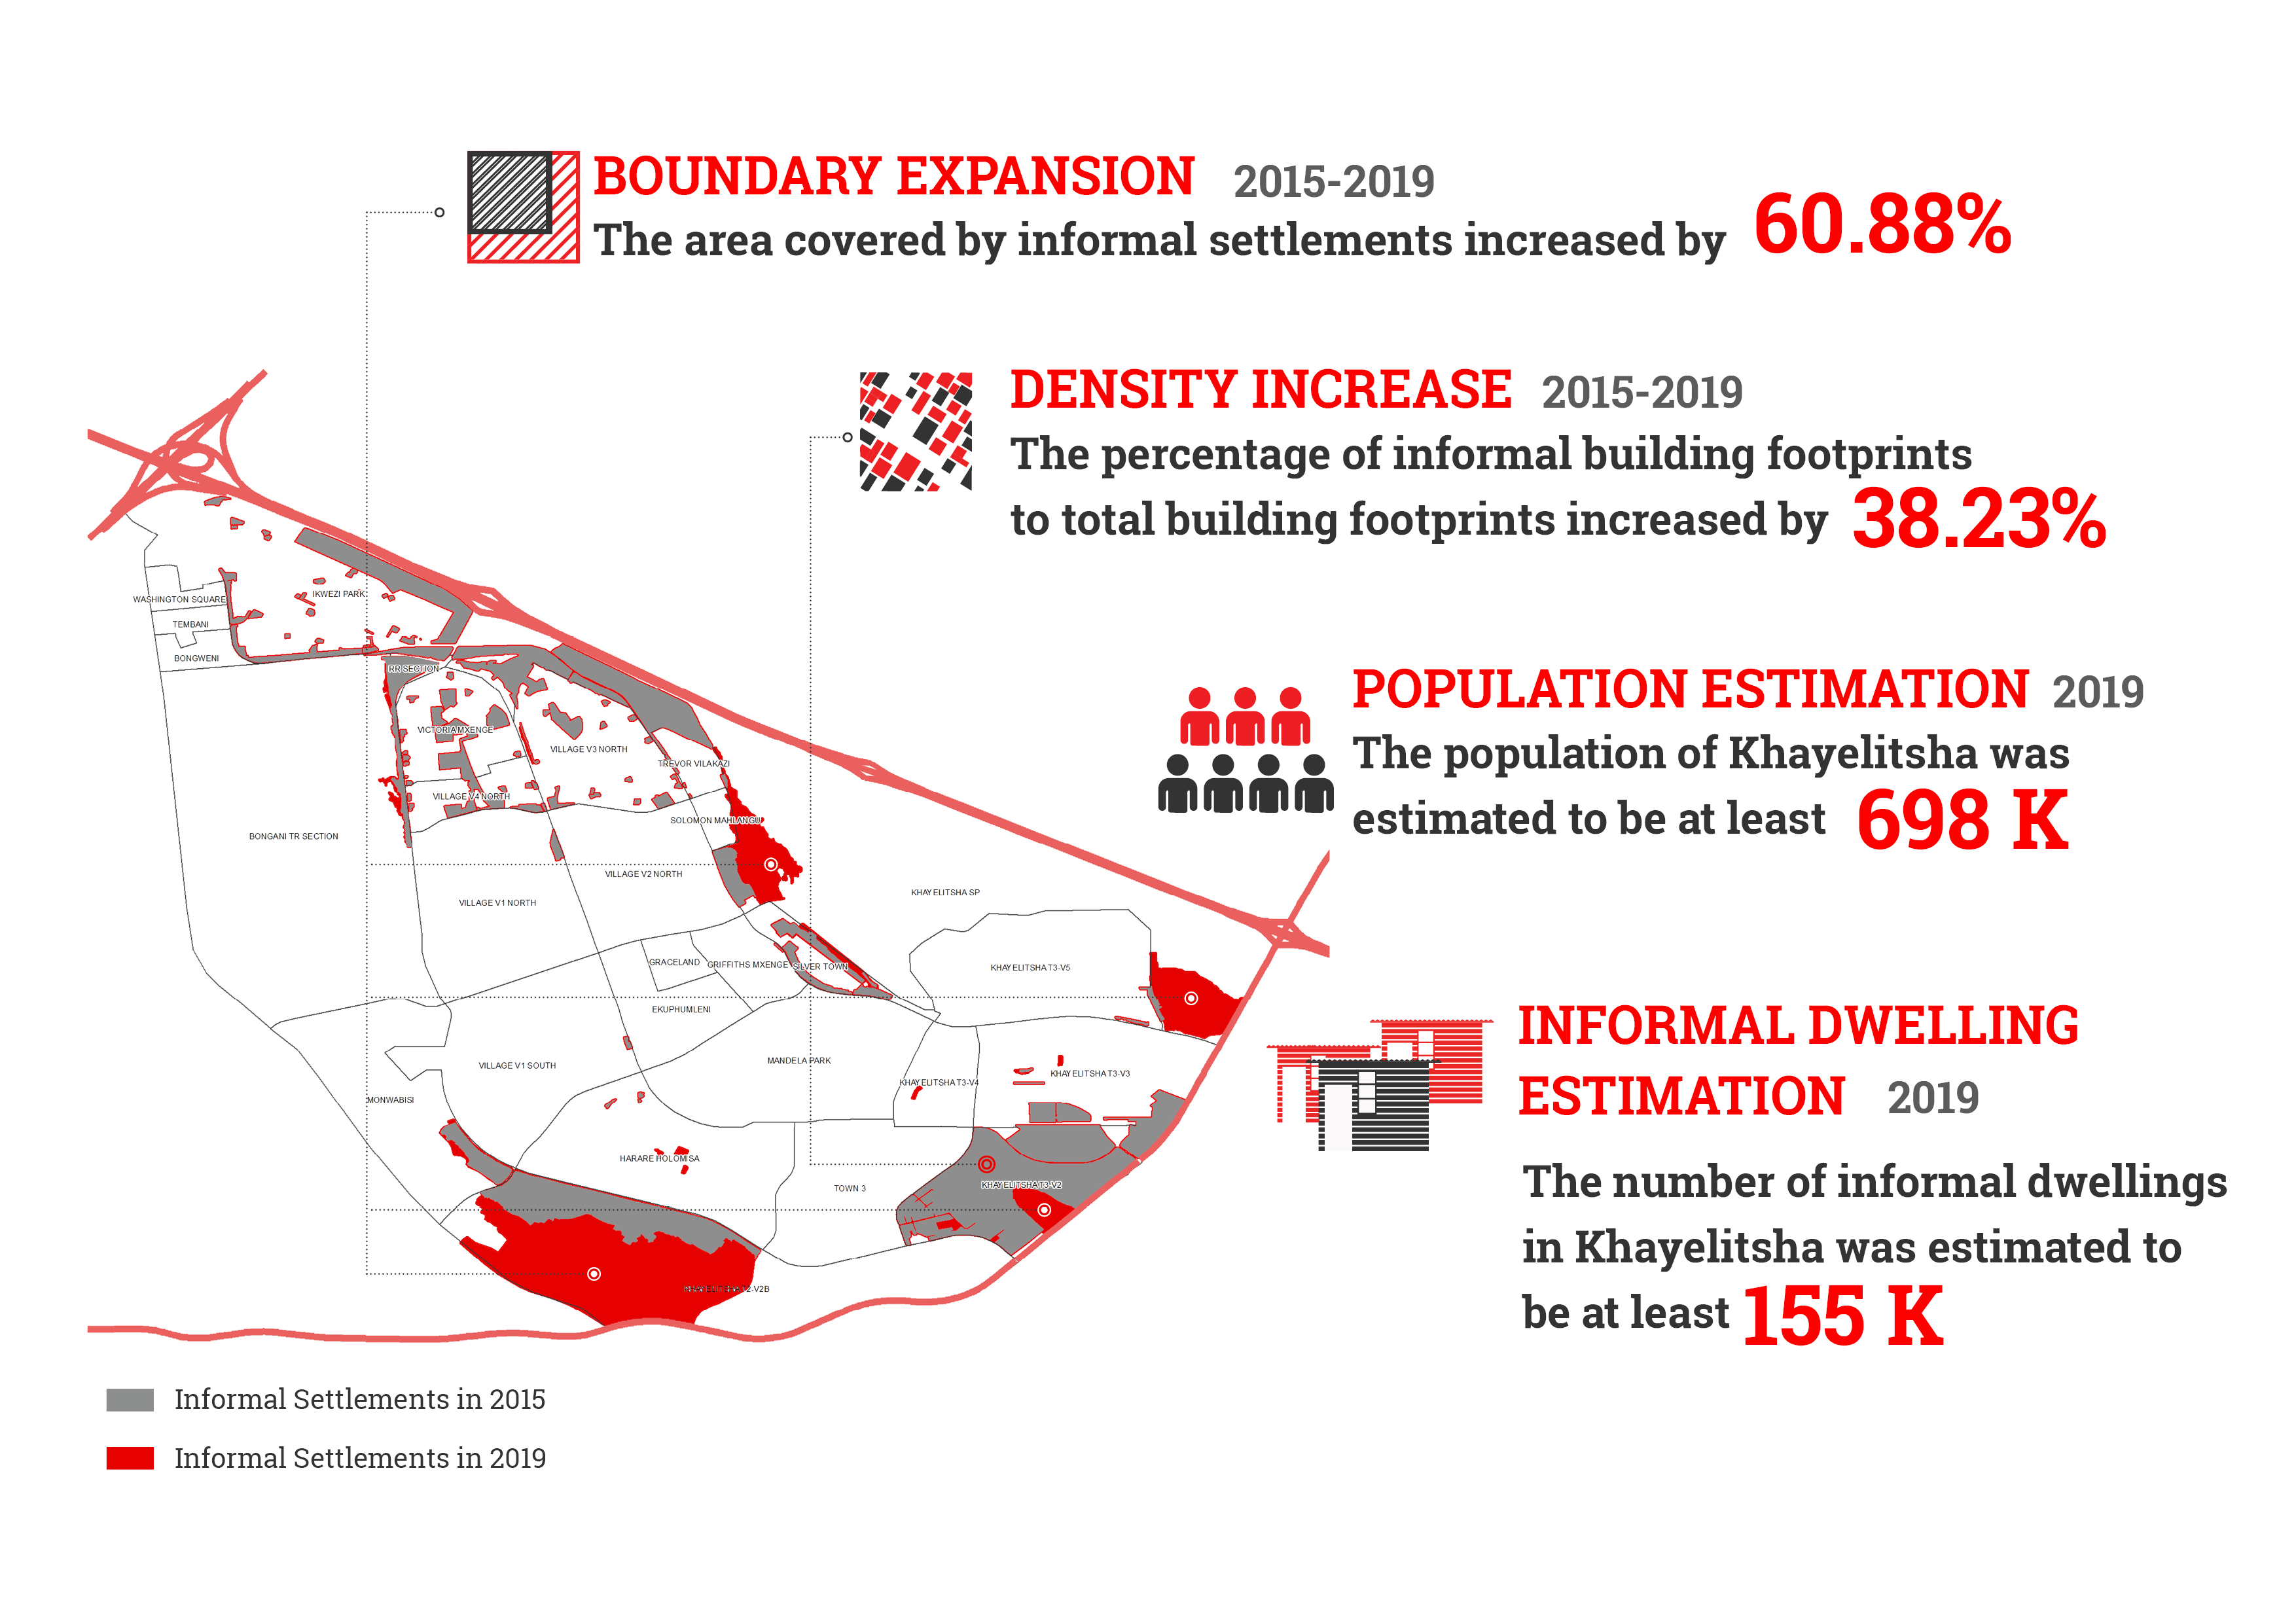 BOUNDARY EXPANSION 2015-2019
The area covered by informal settlements increased by 60.88%
DENSITY INCREASE 2015-2019
The percentage of informal building footprints
to total building footprints increased by 38.23%
POPULATION ESTIMATION 2019
The population of Khayelitsha was
estimated to be at least 698 K
INFORMAL DWELLING
ESTIMATION 2019
The number of informal dwellings
in Khayelitsha was estimated to
be at least 155 K
WASHINGTON SQUARE
IKWEZI PARK
TEMBANI
BONGWENI
RR SECTION
VICTORIA MXENGE
VILLAGE V3 NORTH
TREVOR VILAKAZI
VILLAGE V4 NORTH
SOLOMON MAHLANGU
BONGANI TR SECTION
VILLAGE V2 NORTH
KHAYELITSHA SP
VILLAGE V1 NORTH
GRACELAND
GRIFFITHS MXENGE
SILVER TOWN
KHAYELITSHA T3-V5
EKUPHUMLENI
VILLAGE V1 SOUTH
MANDELA PARK
KHAYELITSHA T3-V4
KHAYELITSHA T3-V3
MONWABISI
HARARE HOLOMISA
TOWN 3
KHAYELITSHA T3-V2
T2-V2B
Informal Settlements in 2015
Informal Settlements in 2019